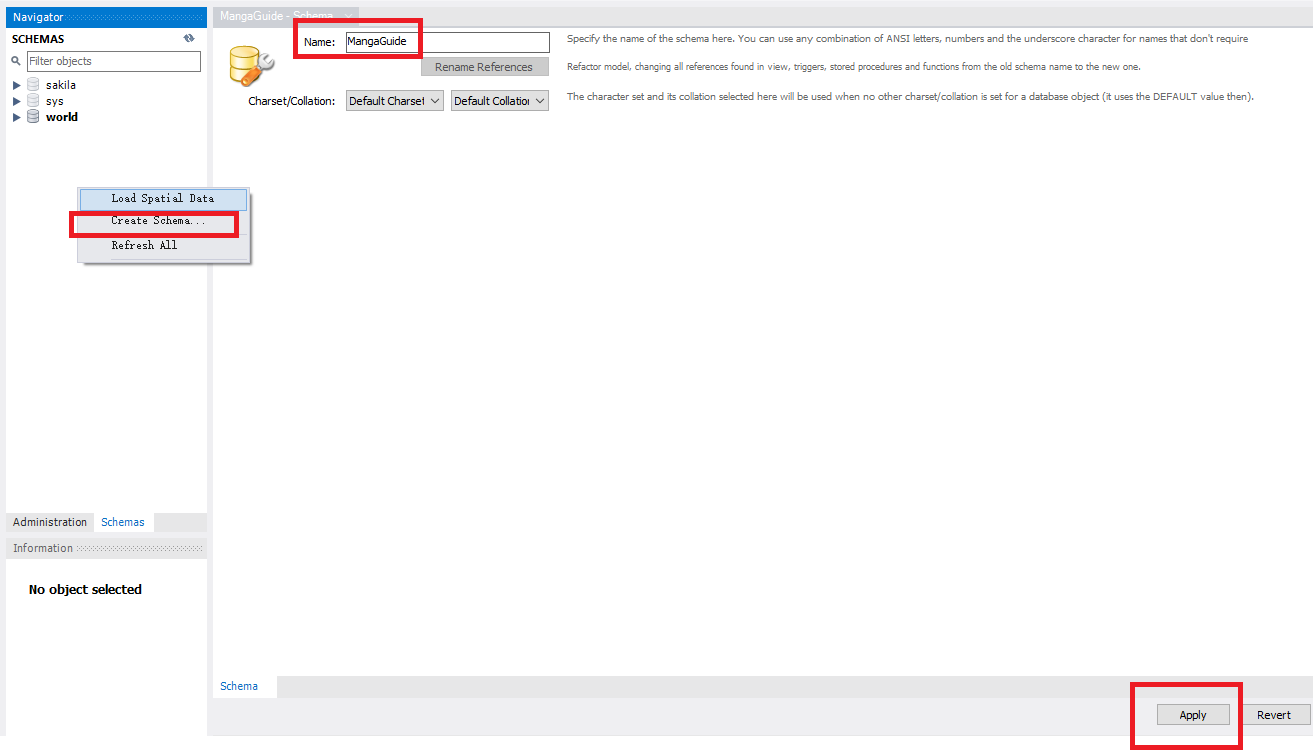 Navigator
SCHEMAS
Filter objects
sakila
sys
world
Load Spatial Data
Create Schema...
Refresh All
Administration Schemas
Information
No object selected
MangaGuide - Schema
Name: MangaGuide
Specify the name of the schema here. You can use any combination of ANSI letters, numbers and the underscore character for names that don't require
Rename References
Refactor model, changing all references found in view, triggers, stored procedures and functions from the old schema name to the new one.
Charset/Collation: Default Charset Default Collation
The character set and its collation selected here will be used when no other charset/collation is set for a database object (it uses the DEFAULT value then).
Schema
Apply Revert